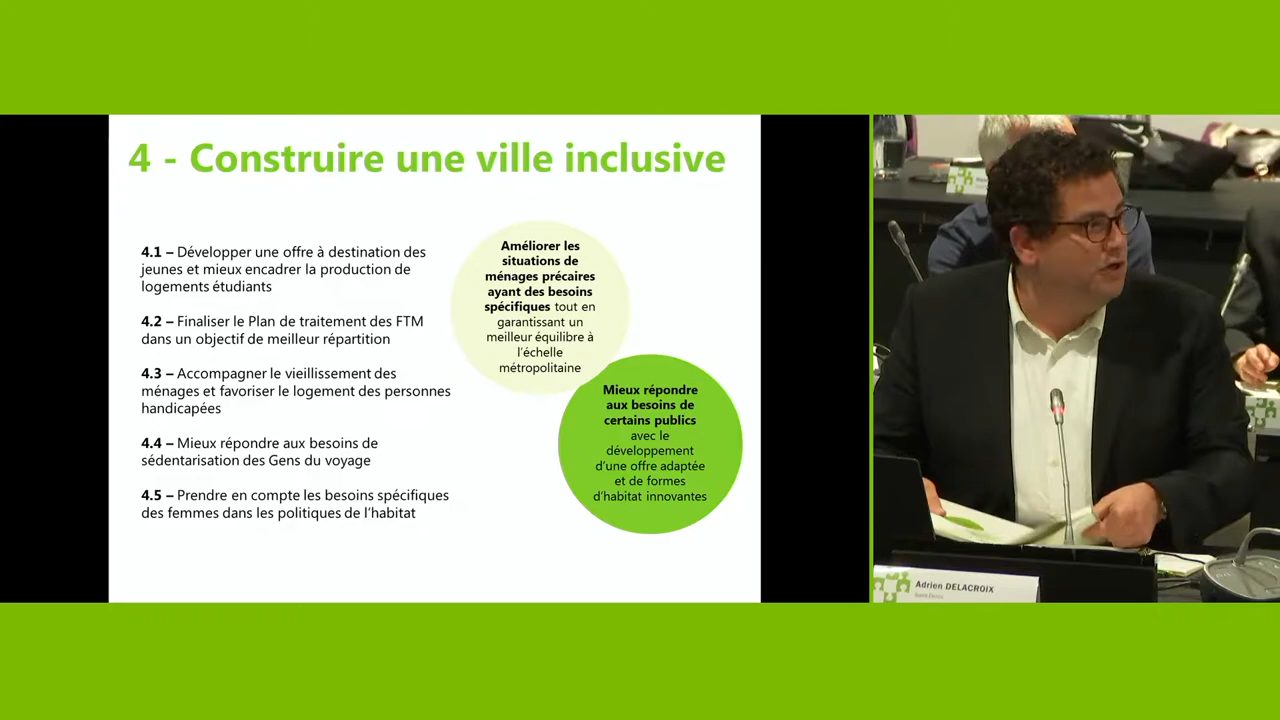 4 - Construire une ville inclusive
4.1 – Développer une offre à destination des
jeunes et mieux encadrer la production de
logements étudiants
4.2 – Finaliser le Plan de traitement des FTM
dans un objectif de meilleur répartition
4.3 – Accompagner le vieillissement des
ménages et favoriser le logement des personnes
handicapées
4.4 – Mieux répondre aux besoins de
sédentarisation des Gens du voyage
4.5 – Prendre en compte les besoins spécifiques
des femmes dans les politiques de l’habitat
Améliorer les
situations de
ménages précaires
ayant des besoins
spécifiques tout en
garantissant un
meilleur équilibre à
l’échelle
métropolitaine
Mieux répondre
aux besoins de
certains publics
avec le
développement
d’une offre adaptée
et de formes
d’habitat innovantes
Adrien DELACROIX